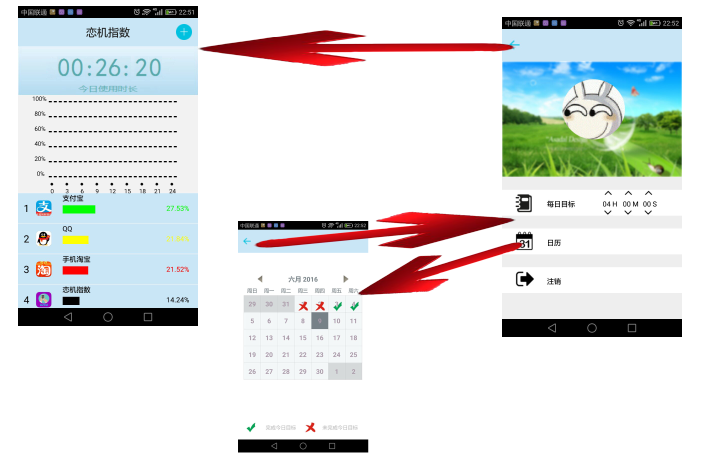 中国联通
22:51
恋机指数
+
00:26:20
今日使用时长
100%
80%
60%
40%
20%
0%
0 3 6 9 12 15 18 21 24
1 支付宝 27.53%
2 QQ
3 手机淘宝 21.52%
4 恋机指数 14.24%
中国联通
22:52
六月 2016
周日 周一 周二 周三 周四 周五 周六
29 30 31
5 6 7 8 9 10 11
12 13 14 15 16 17 18
19 20 21 22 23 24 25
26 27 28 29 30 1 2
完成今日目标
未完成今日目标
中国联通
22:52
每日目标 04 H 00 M 00 S
31 日历
注销